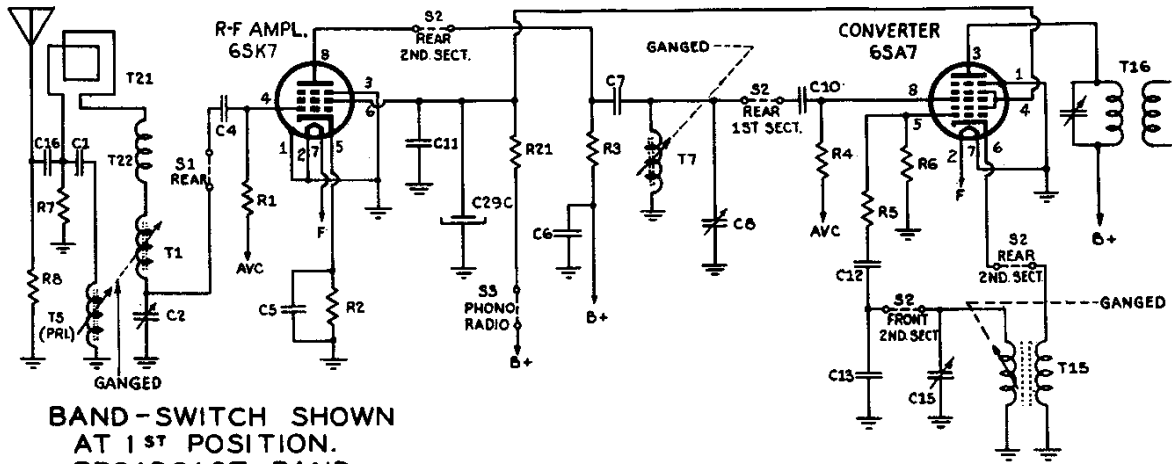 R-F AMPL.
6SK7
S2
REAR
2ND. SECT.
CONVERTER
6SA7
GANGED
T21
T16
8
3
6
4
1
2
7
5
3
1
4
8
5
2
7
6
C7
S2
REAR
1ST SECT.
C10
C4
C16
C1
T22
S1
REAR
R7
R1
C11
R21
R3
T7
R4
R6
F
F
C29C
C6
C8
R5
AVC
AVC
R8
T1
T5
(PRI.)
C2
C5
R2
S3
PHONO
RADIO
B+
B+
B+
C12
S2
REAR
2ND. SECT.
S2
FRONT
2ND. SECT
GANGED
C13
C15
T15
GANGED
BAND-SWITCH SHOWN
AT 1ST POSITION.